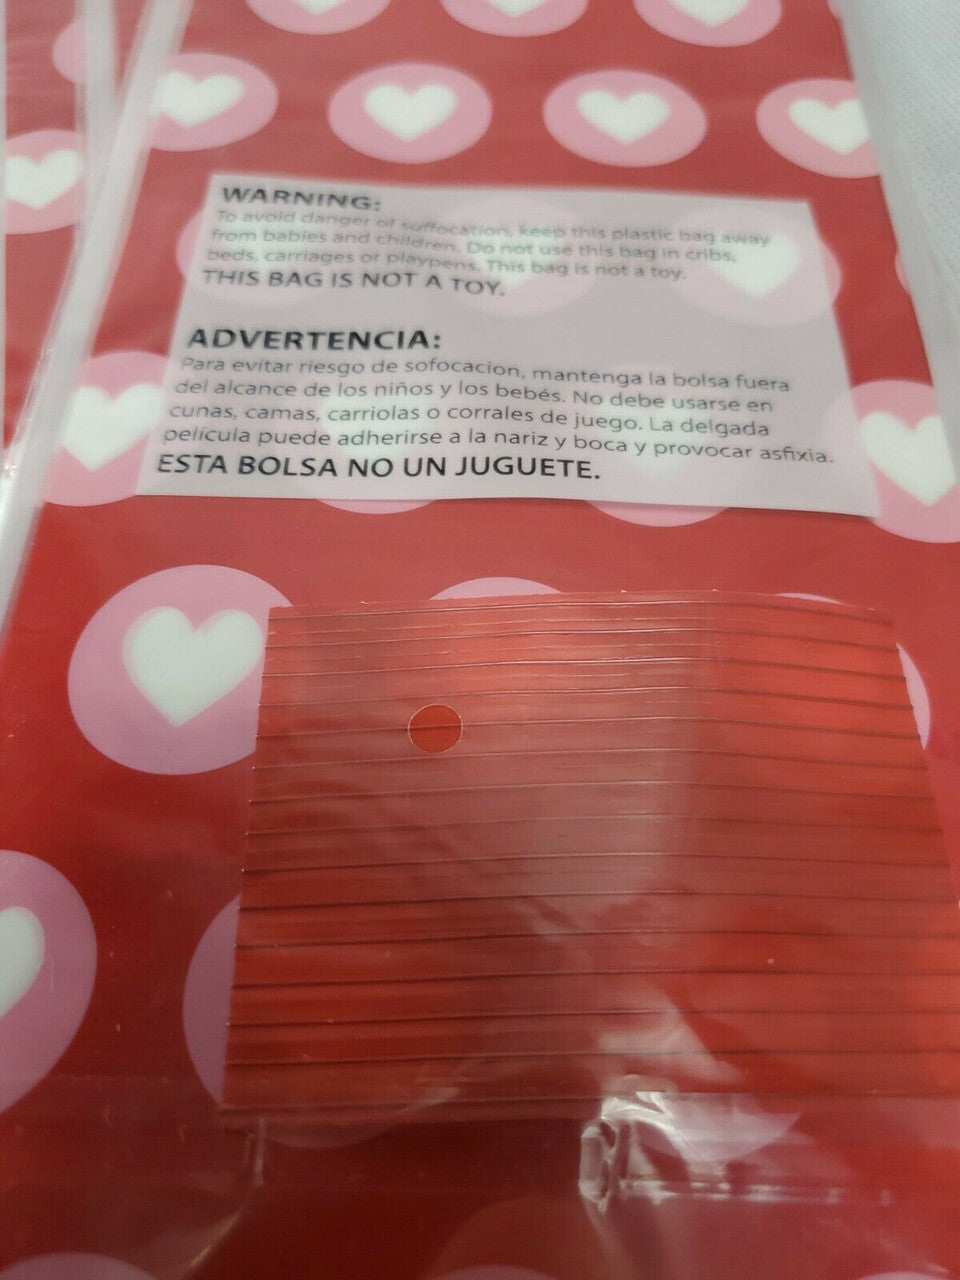 WARNING:
To avoid danger of suffocation, keep this plastic bag away
from babies and children. Do not use this bag in cribs,
beds, carriages or playpens. This bag is not a toy.
THIS BAG IS NOT A TOY.
ADVERTENCIA:
Para evitar riesgo de sofocacion, mantenga la bolsa fuera
del alcance de los niños y los bebés. No debe usarse en
cunas, camas, carriolas o corrales de juego. La delgada
película puede adherirse a la nariz y boca y provocar asfixia.
ESTA BOLSA NO UN JUGUETE.